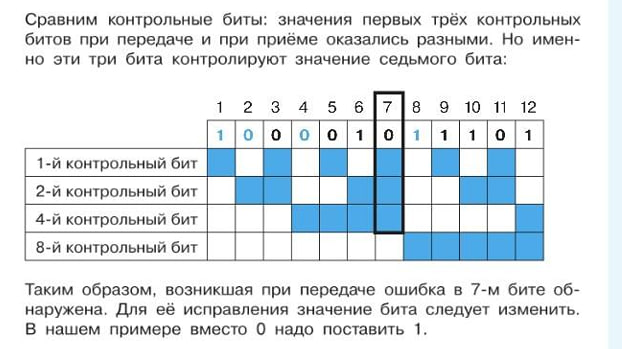 Сравним контрольные биты: значения первых трёх контрольных
битов при передаче и при приёме оказались разными. Но имен-
но эти три бита контролируют значение седьмого бита:
1 2 3 4 5 6 7 8 9 10 11 12
1 0 0 0 0 1 0 1 1 1 0 1
1-й контрольный бит
2-й контрольный бит
4-й контрольный бит
8-й контрольный бит
Таким образом, возникшая при передаче ошибка в 7-м бите об-
наружена. Для её исправления значение бита следует изменить.
В нашем примере вместо 0 надо поставить 1.